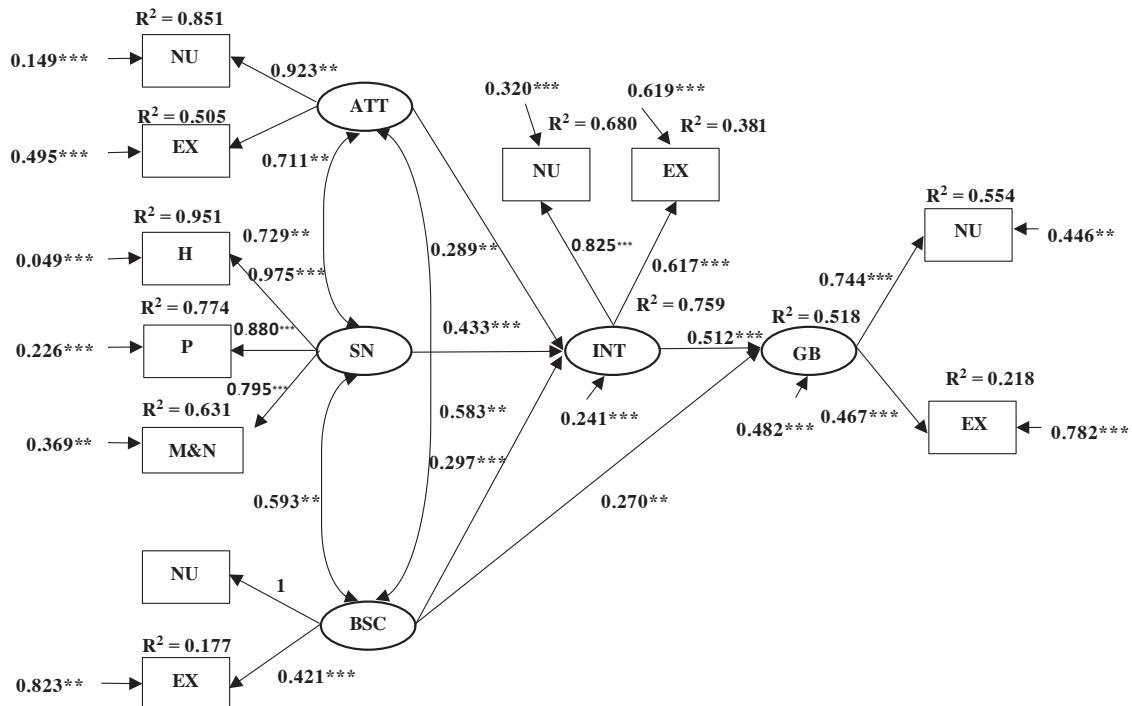 R² = 0.851
0.149***
NU
0.923**
ATT
R² = 0.505
0.495***
EX
0.711**
0.320***
0.619***
R² = 0.680
R² = 0.381
NU
EX
R² = 0.951
0.049***
H
0.729**
0.975***
0.289**
0.825***
0.617***
R² = 0.554
NU
0.446**
0.744***
R² = 0.774
0.226***
P
0.880***
SN
0.433***
R² = 0.759
INT
0.512***
R² = 0.518
GB
0.795***
R² = 0.631
0.369**
M&N
0.583**
0.297***
0.241***
0.482***
0.467***
R² = 0.218
EX
0.782***
0.593**
0.270**
NU
1
BSC
R² = 0.177
0.823**
EX
0.421***